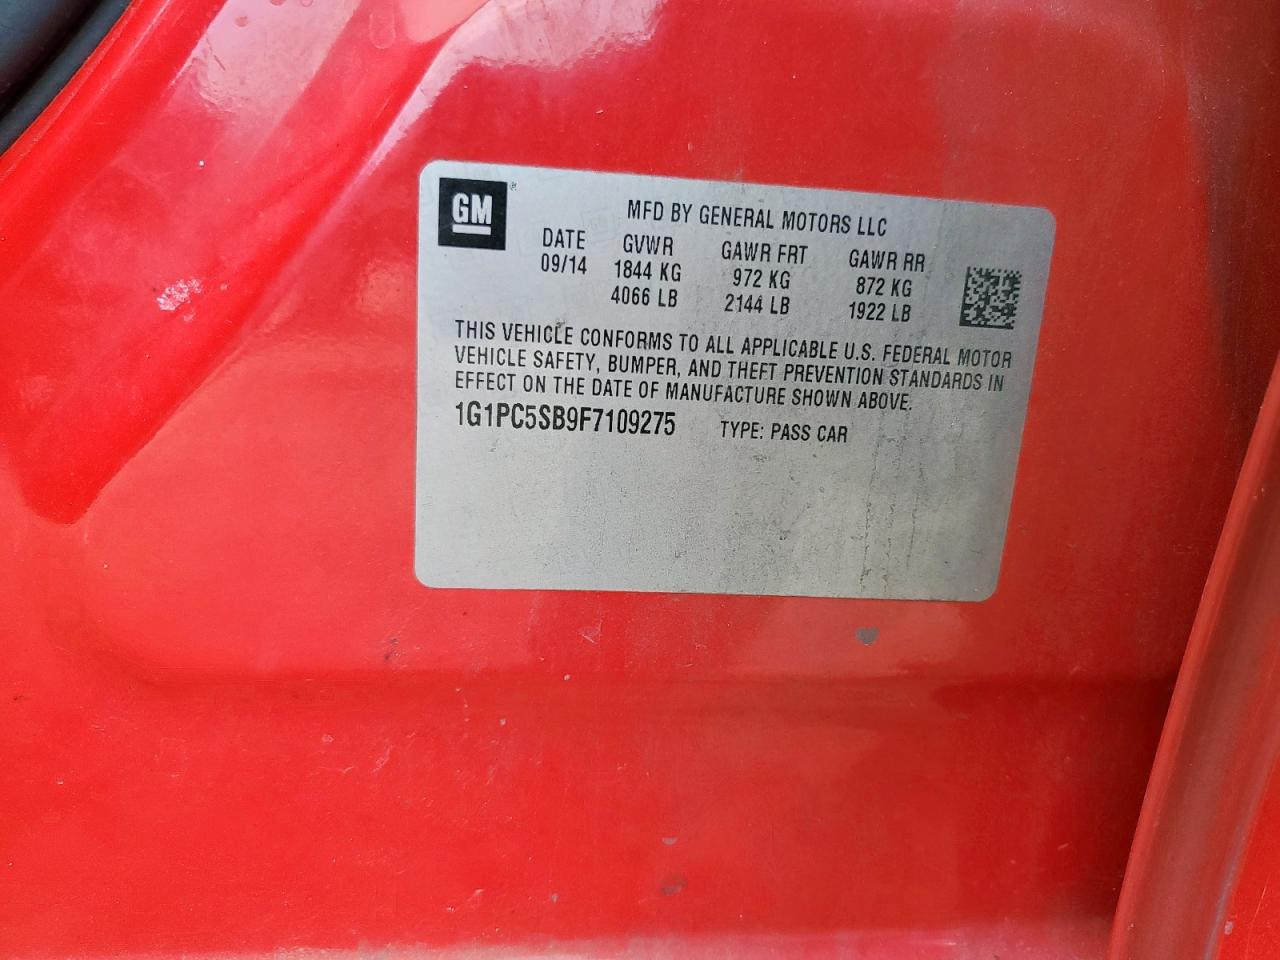 GM ®
MFD BY GENERAL MOTORS LLC
DATE GVWR GAWR FRT GAWR RR
09/14 1844 KG 972 KG 872 KG
4066 LB 2144 LB 1922 LB
THIS VEHICLE CONFORMS TO ALL APPLICABLE U.S. FEDERAL MOTOR
VEHICLE SAFETY, BUMPER, AND THEFT PREVENTION STANDARDS IN
EFFECT ON THE DATE OF MANUFACTURE SHOWN ABOVE.
1G1PC5SB9F7109275 TYPE: PASS CAR